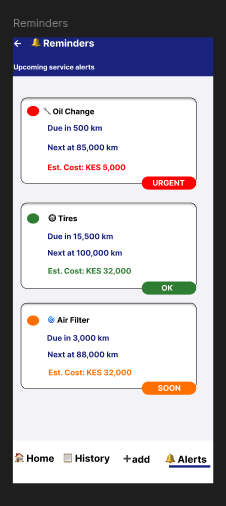 Reminders
← 🔔 Reminders
Upcoming service alerts
🔧 Oil Change
Due in 500 km
Next at 85,000 km
Est. Cost: KES 5,000
URGENT
🛞 Tires
Due in 15,500 km
Next at 100,000 km
Est. Cost: KES 32,000
OK
🌀 Air Filter
Due in 3,000 km
Next at 88,000 km
Est. Cost: KES 32,000
SOON
🏠 Home 📋 History +add 🔔 Alerts